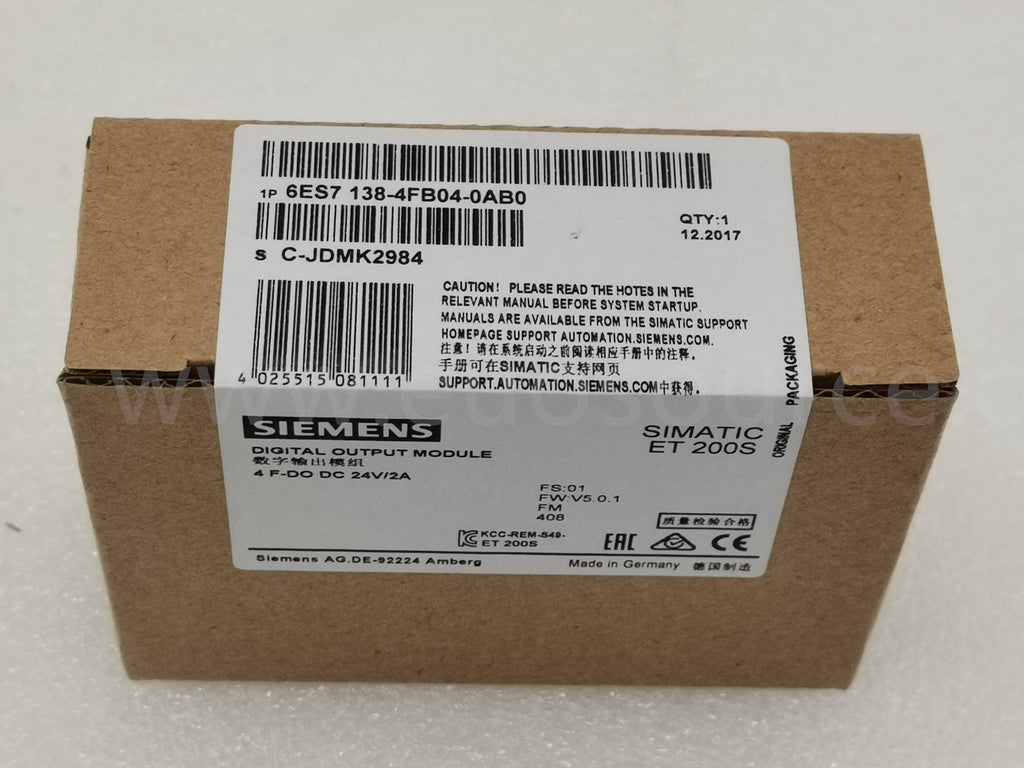 1P 6ES7 138-4FB04-0AB0
QTY:1
12.2017
S C-JDMK2984
CAUTION! PLEASE READ THE HOTES IN THE
RELEVANT MANUAL BEFORE SYSTEM STARTUP.
MANUALS ARE AVAILABLE FROM THE SIMATIC SUPPORT
HOMEPAGE SUPPORT AUTOMATION.SIEMENS.COM.
注意! 请在系统启动之前阅读相应手册中的注释。
手册可在SIMATIC支持网页
SUPPORT.AUTOMATION.SIEMENS.COM中获得。
4 025515 081111
ORIGINAL PACKAGING
SIEMENS
SIMATIC
ET 200S
DIGITAL OUTPUT MODULE
数字输出模组
4 F-DO DC 24V/2A
FS:01
FW:V5.0.1
FM
408
质量检验合格
KCC-REM-S49-
ET 200S
EAC
CE
Siemens AG.DE-92224 Amberg
Made in Germany 德国制造